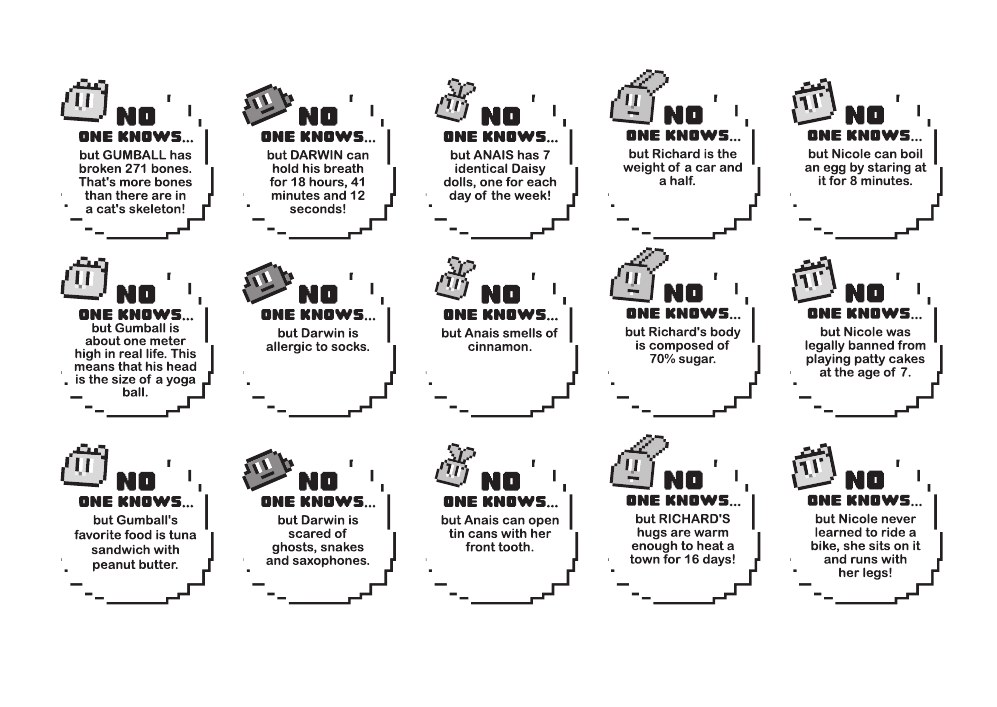 NO
ONE KNOWS...
but GUMBALL has
broken 271 bones.
That's more bones
than there are in
a cat's skeleton!
NO
ONE KNOWS...
but DARWIN can
hold his breath
for 18 hours, 41
minutes and 12
seconds!
NO
ONE KNOWS...
but ANAIS has 7
identical Daisy
dolls, one for each
day of the week!
NO
ONE KNOWS...
but Richard is the
weight of a car and
a half.
NO
ONE KNOWS...
but Nicole can boil
an egg by staring at
it for 8 minutes.
NO
ONE KNOWS...
but Gumball is
about one meter
high in real life. This
means that his head
is the size of a yoga
ball.
NO
ONE KNOWS...
but Darwin is
allergic to socks.
NO
ONE KNOWS...
but Anais smells of
cinnamon.
NO
ONE KNOWS...
but Richard's body
is composed of
70% sugar.
NO
ONE KNOWS...
but Nicole was
legally banned from
playing patty cakes
at the age of 7.
NO
ONE KNOWS...
but Gumball's
favorite food is tuna
sandwich with
peanut butter.
NO
ONE KNOWS...
but Darwin is
scared of
ghosts, snakes
and saxophones.
NO
ONE KNOWS...
but Anais can open
tin cans with her
front tooth.
NO
ONE KNOWS...
but RICHARD'S
hugs are warm
enough to heat a
town for 16 days!
NO
ONE KNOWS...
but Nicole never
learned to ride a
bike, she sits on it
and runs with
her legs!